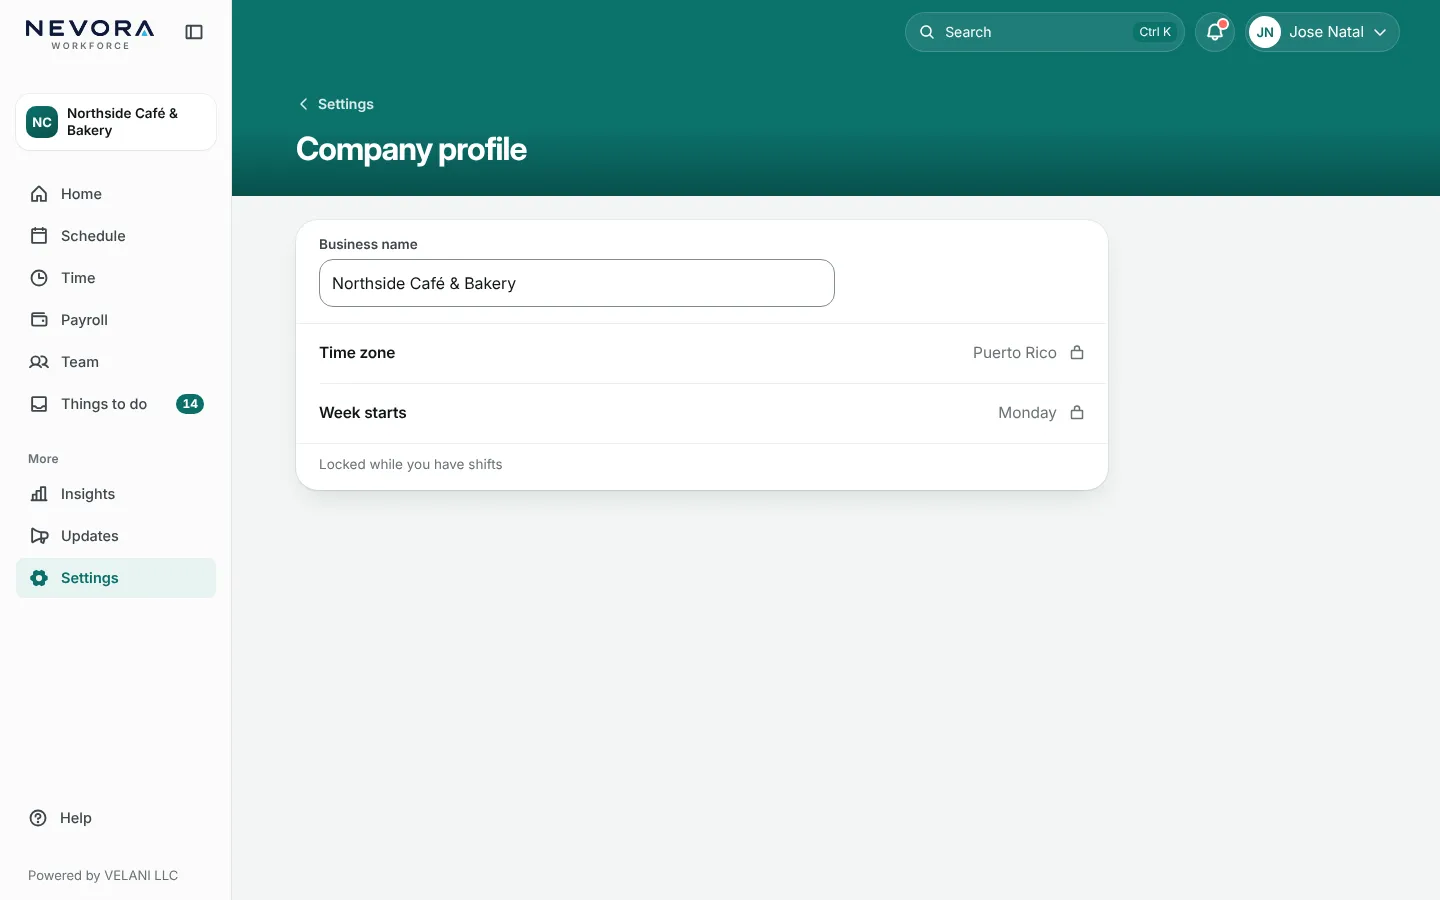 NEVORA
WORKFORCE
Search
Ctrl K
JN
Jose Natal
NC
Northside Café &
Bakery
Home
Schedule
Time
Payroll
Team
Things to do
14
More
Insights
Updates
Settings
Help
Powered by VELANI LLC
Settings
Company profile
Business name
Northside Café & Bakery
Time zone
Puerto Rico
Week starts
Monday
Locked while you have shifts